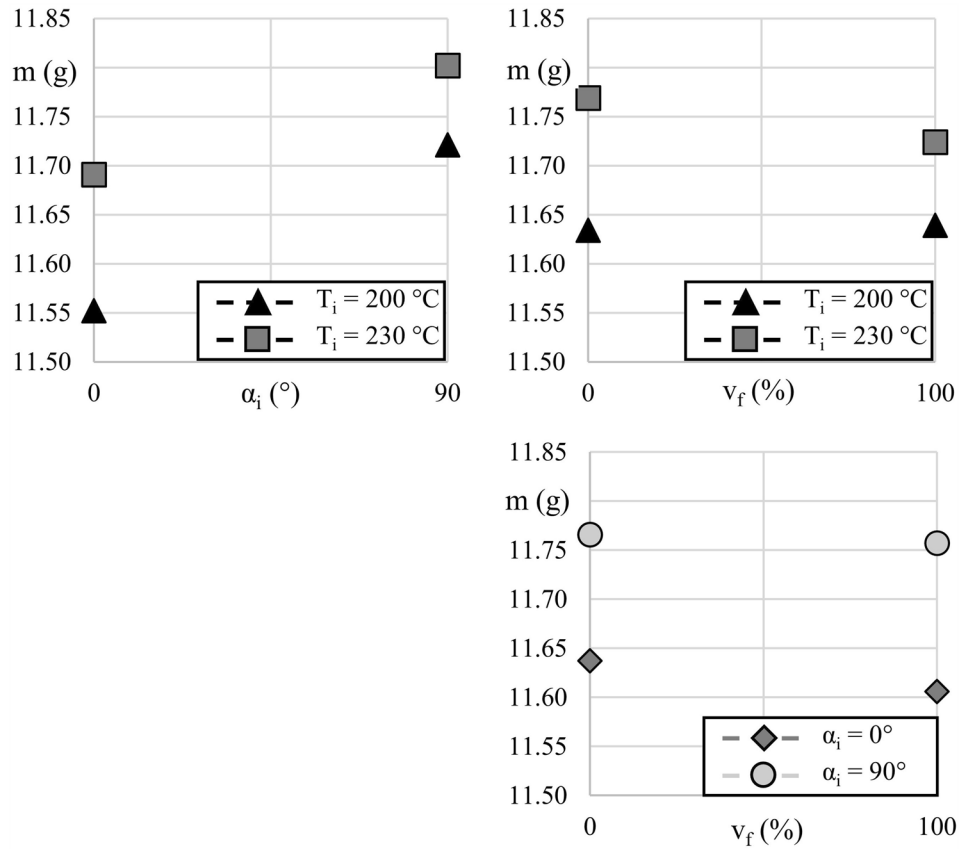 11.85
m (g)
11.75
11.70
11.65
11.60
11.55
11.50
T_i = 200 °C
T_i = 230 °C
0
α_i (°)
90
11.85
m (g)
11.75
11.70
11.65
11.60
11.55
11.50
T_i = 200 °C
T_i = 230 °C
0
v_f (%)
100
11.85
m (g)
11.75
11.70
11.65
11.60
11.55
11.50
α_i = 0°
α_i = 90°
0
v_f (%)
100